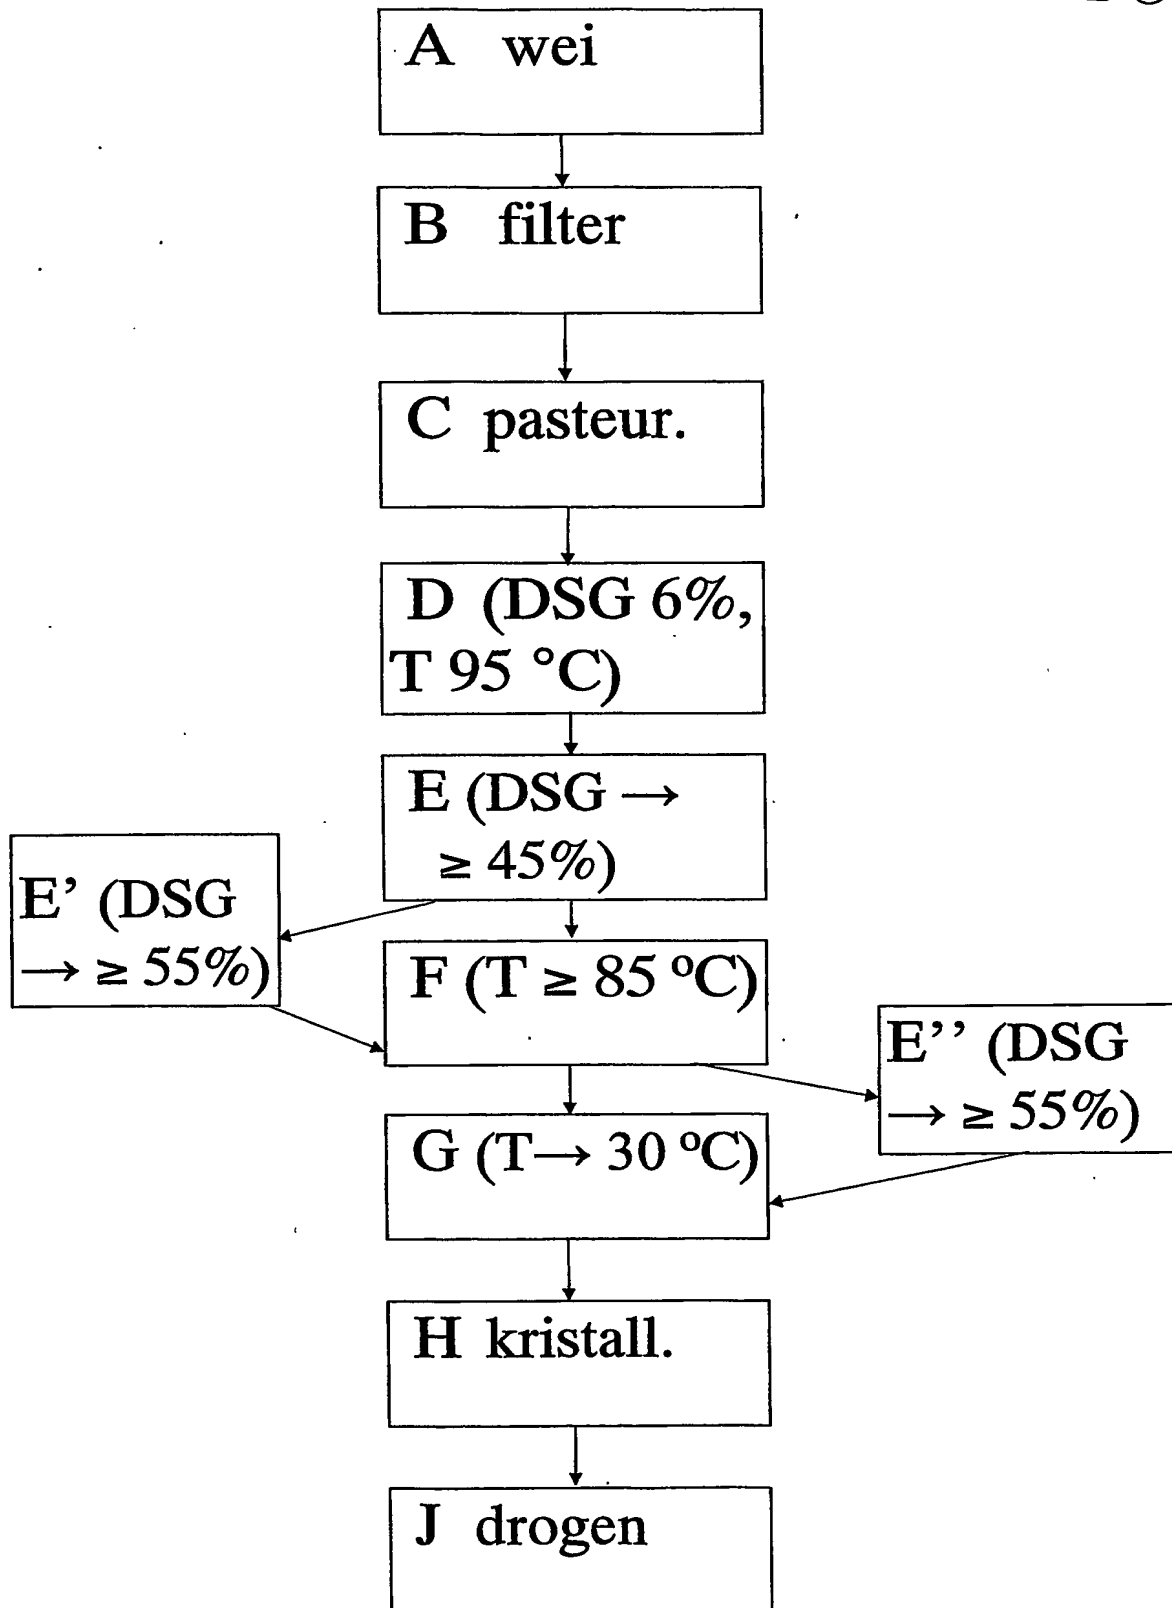 A wei
B filter
C pasteur.
D (DSG 6%,
T 95 °C)
E (DSG →
≥ 45%)
E’ (DSG
→ ≥ 55%)
F (T ≥ 85 ºC)
E’’ (DSG
→ ≥ 55%)
G (T→ 30 ºC)
H kristall.
J drogen